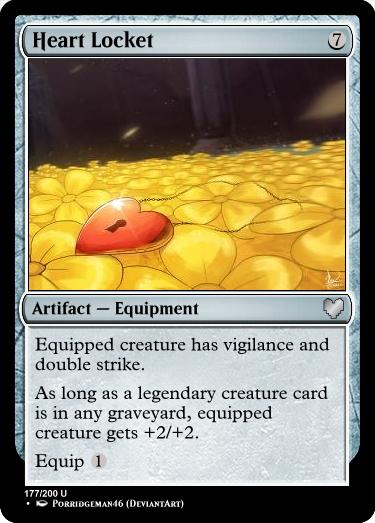 Heart Locket 7
Artifact — Equipment
Equipped creature has vigilance and
double strike.
As long as a legendary creature card
is in any graveyard, equipped
creature gets +2/+2.
Equip 1
177/200 U
• Porridgeman46 (DeviantArt)